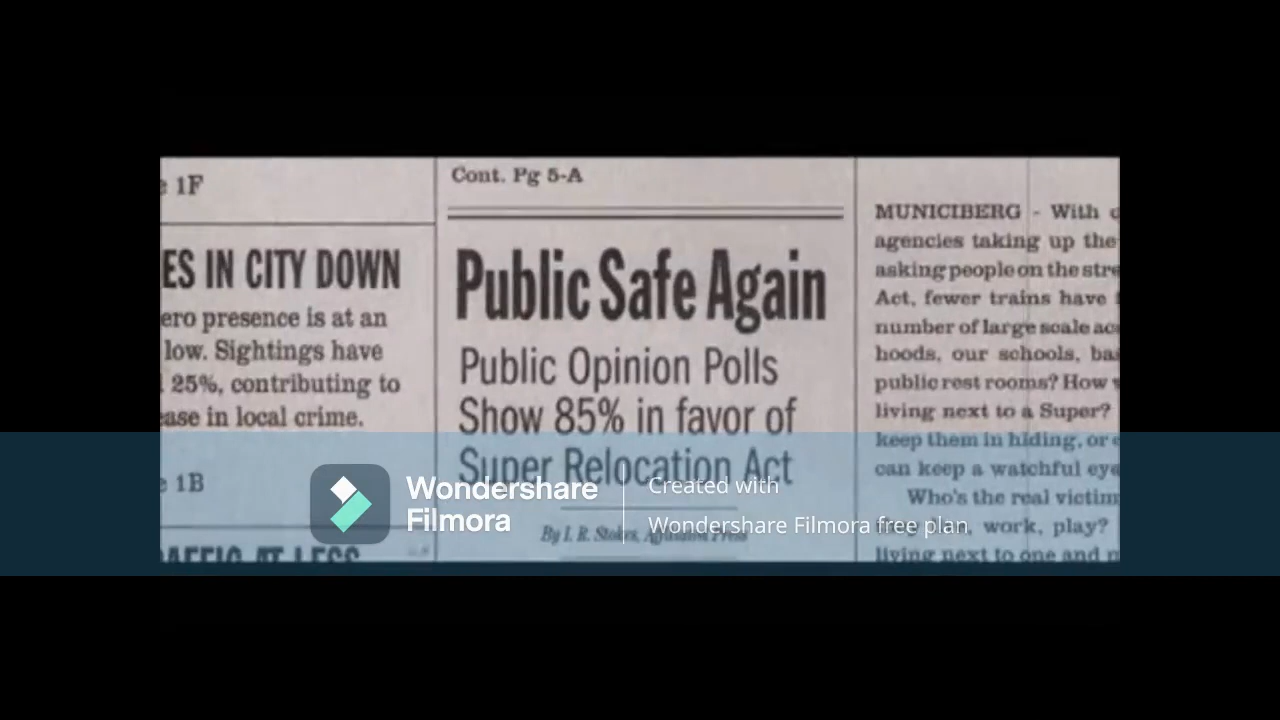 1F
ES IN CITY DOWN
ero presence is at an
low. Sightings have
25%, contributing to
ase in local crime.
1B
Cont. Pg 5-A
Public Safe Again
Public Opinion Polls
Show 85% in favor of
Super Relocation Act
By I. R. Stokes,
MUNICIBERG - With
agencies taking up the
asking people on the stre
Act, fewer trains have
number of large scale acc
hoods, our schools, ba
public rest rooms? How
living next to a Super?
keep them in hiding, or
can keep a watchful eye
Who's the real victim
work, play?
living next to one and
Wondershare
Filmora
Created with
Wondershare Filmora free plan